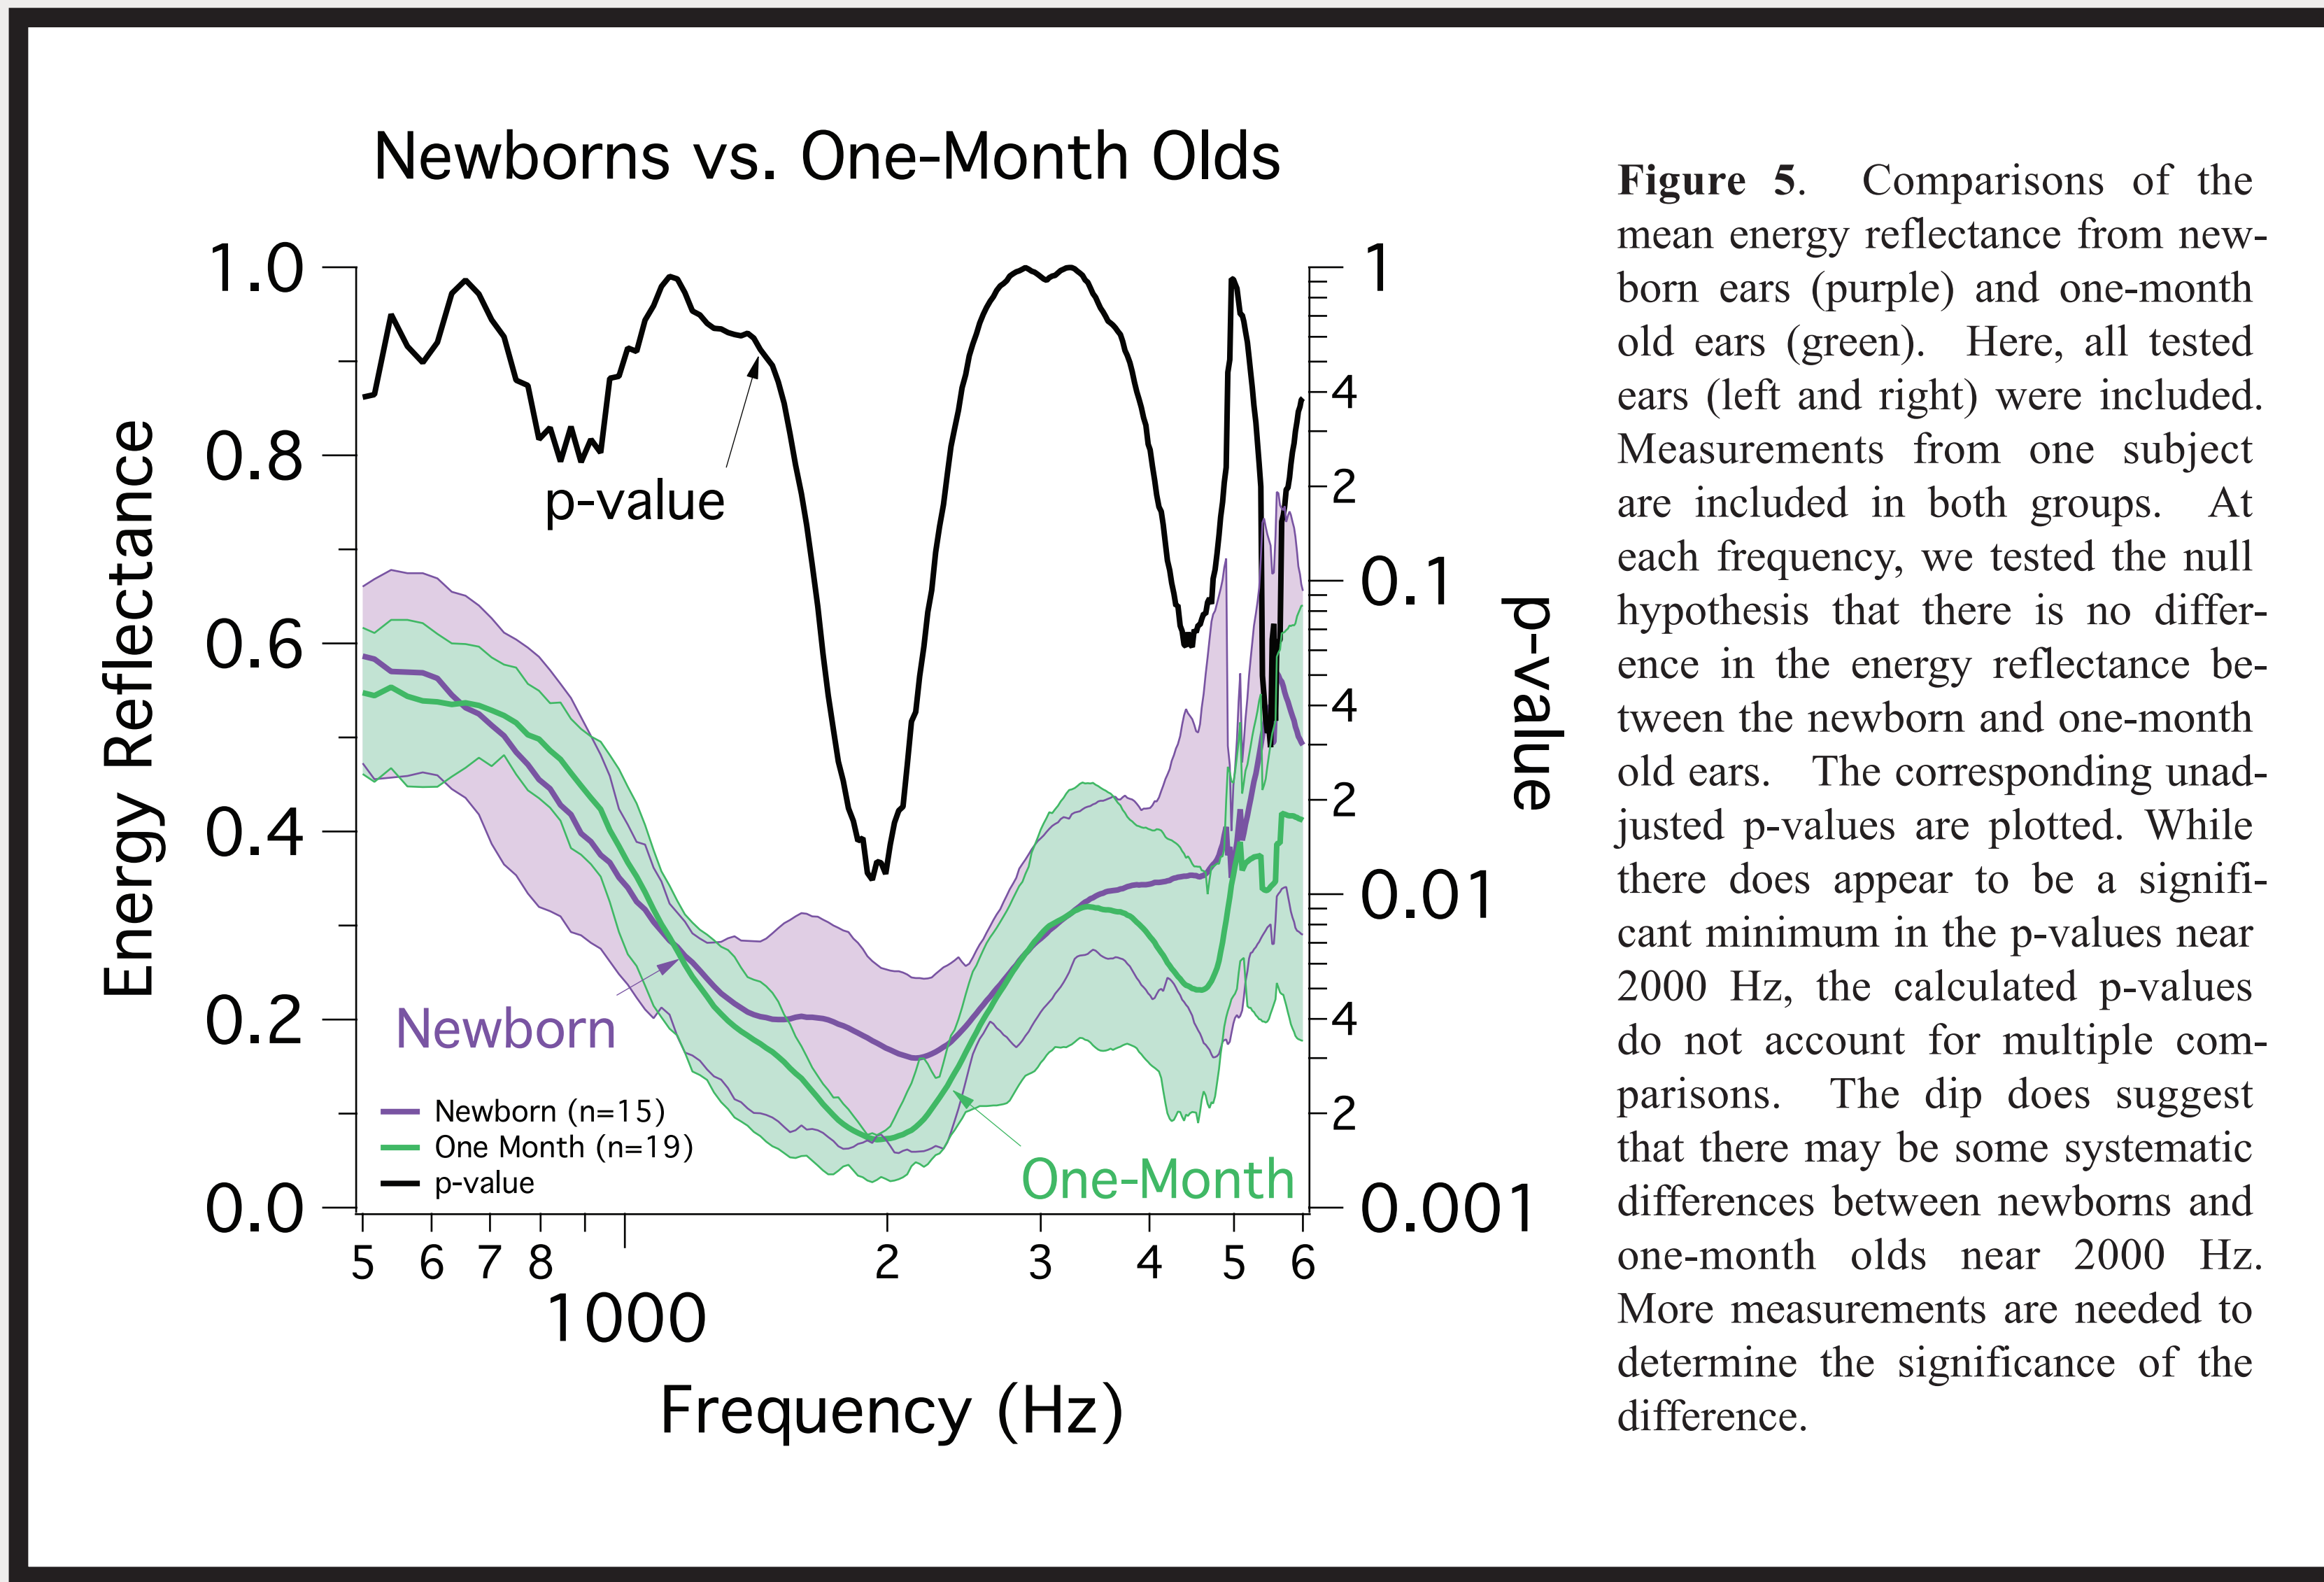 Newborns vs. One-Month Olds
Energy Reflectance
1.0
0.8
0.6
0.4
0.2
0.0
p-value
Newborn
One-Month
Newborn (n=15)
One Month (n=19)
p-value
1
4
2
0.1
4
2
0.01
4
2
0.001
p-value
5 6 7 8 2 3 4 5 6
1000
Frequency (Hz)
Figure 5. Comparisons of the
mean energy reflectance from new-
born ears (purple) and one-month
old ears (green). Here, all tested
ears (left and right) were included.
Measurements from one subject
are included in both groups. At
each frequency, we tested the null
hypothesis that there is no differ-
ence in the energy reflectance be-
tween the newborn and one-month
old ears. The corresponding unad-
justed p-values are plotted. While
there does appear to be a signifi-
cant minimum in the p-values near
2000 Hz, the calculated p-values
do not account for multiple com-
parisons. The dip does suggest
that there may be some systematic
differences between newborns and
one-month olds near 2000 Hz.
More measurements are needed to
determine the significance of the
difference.